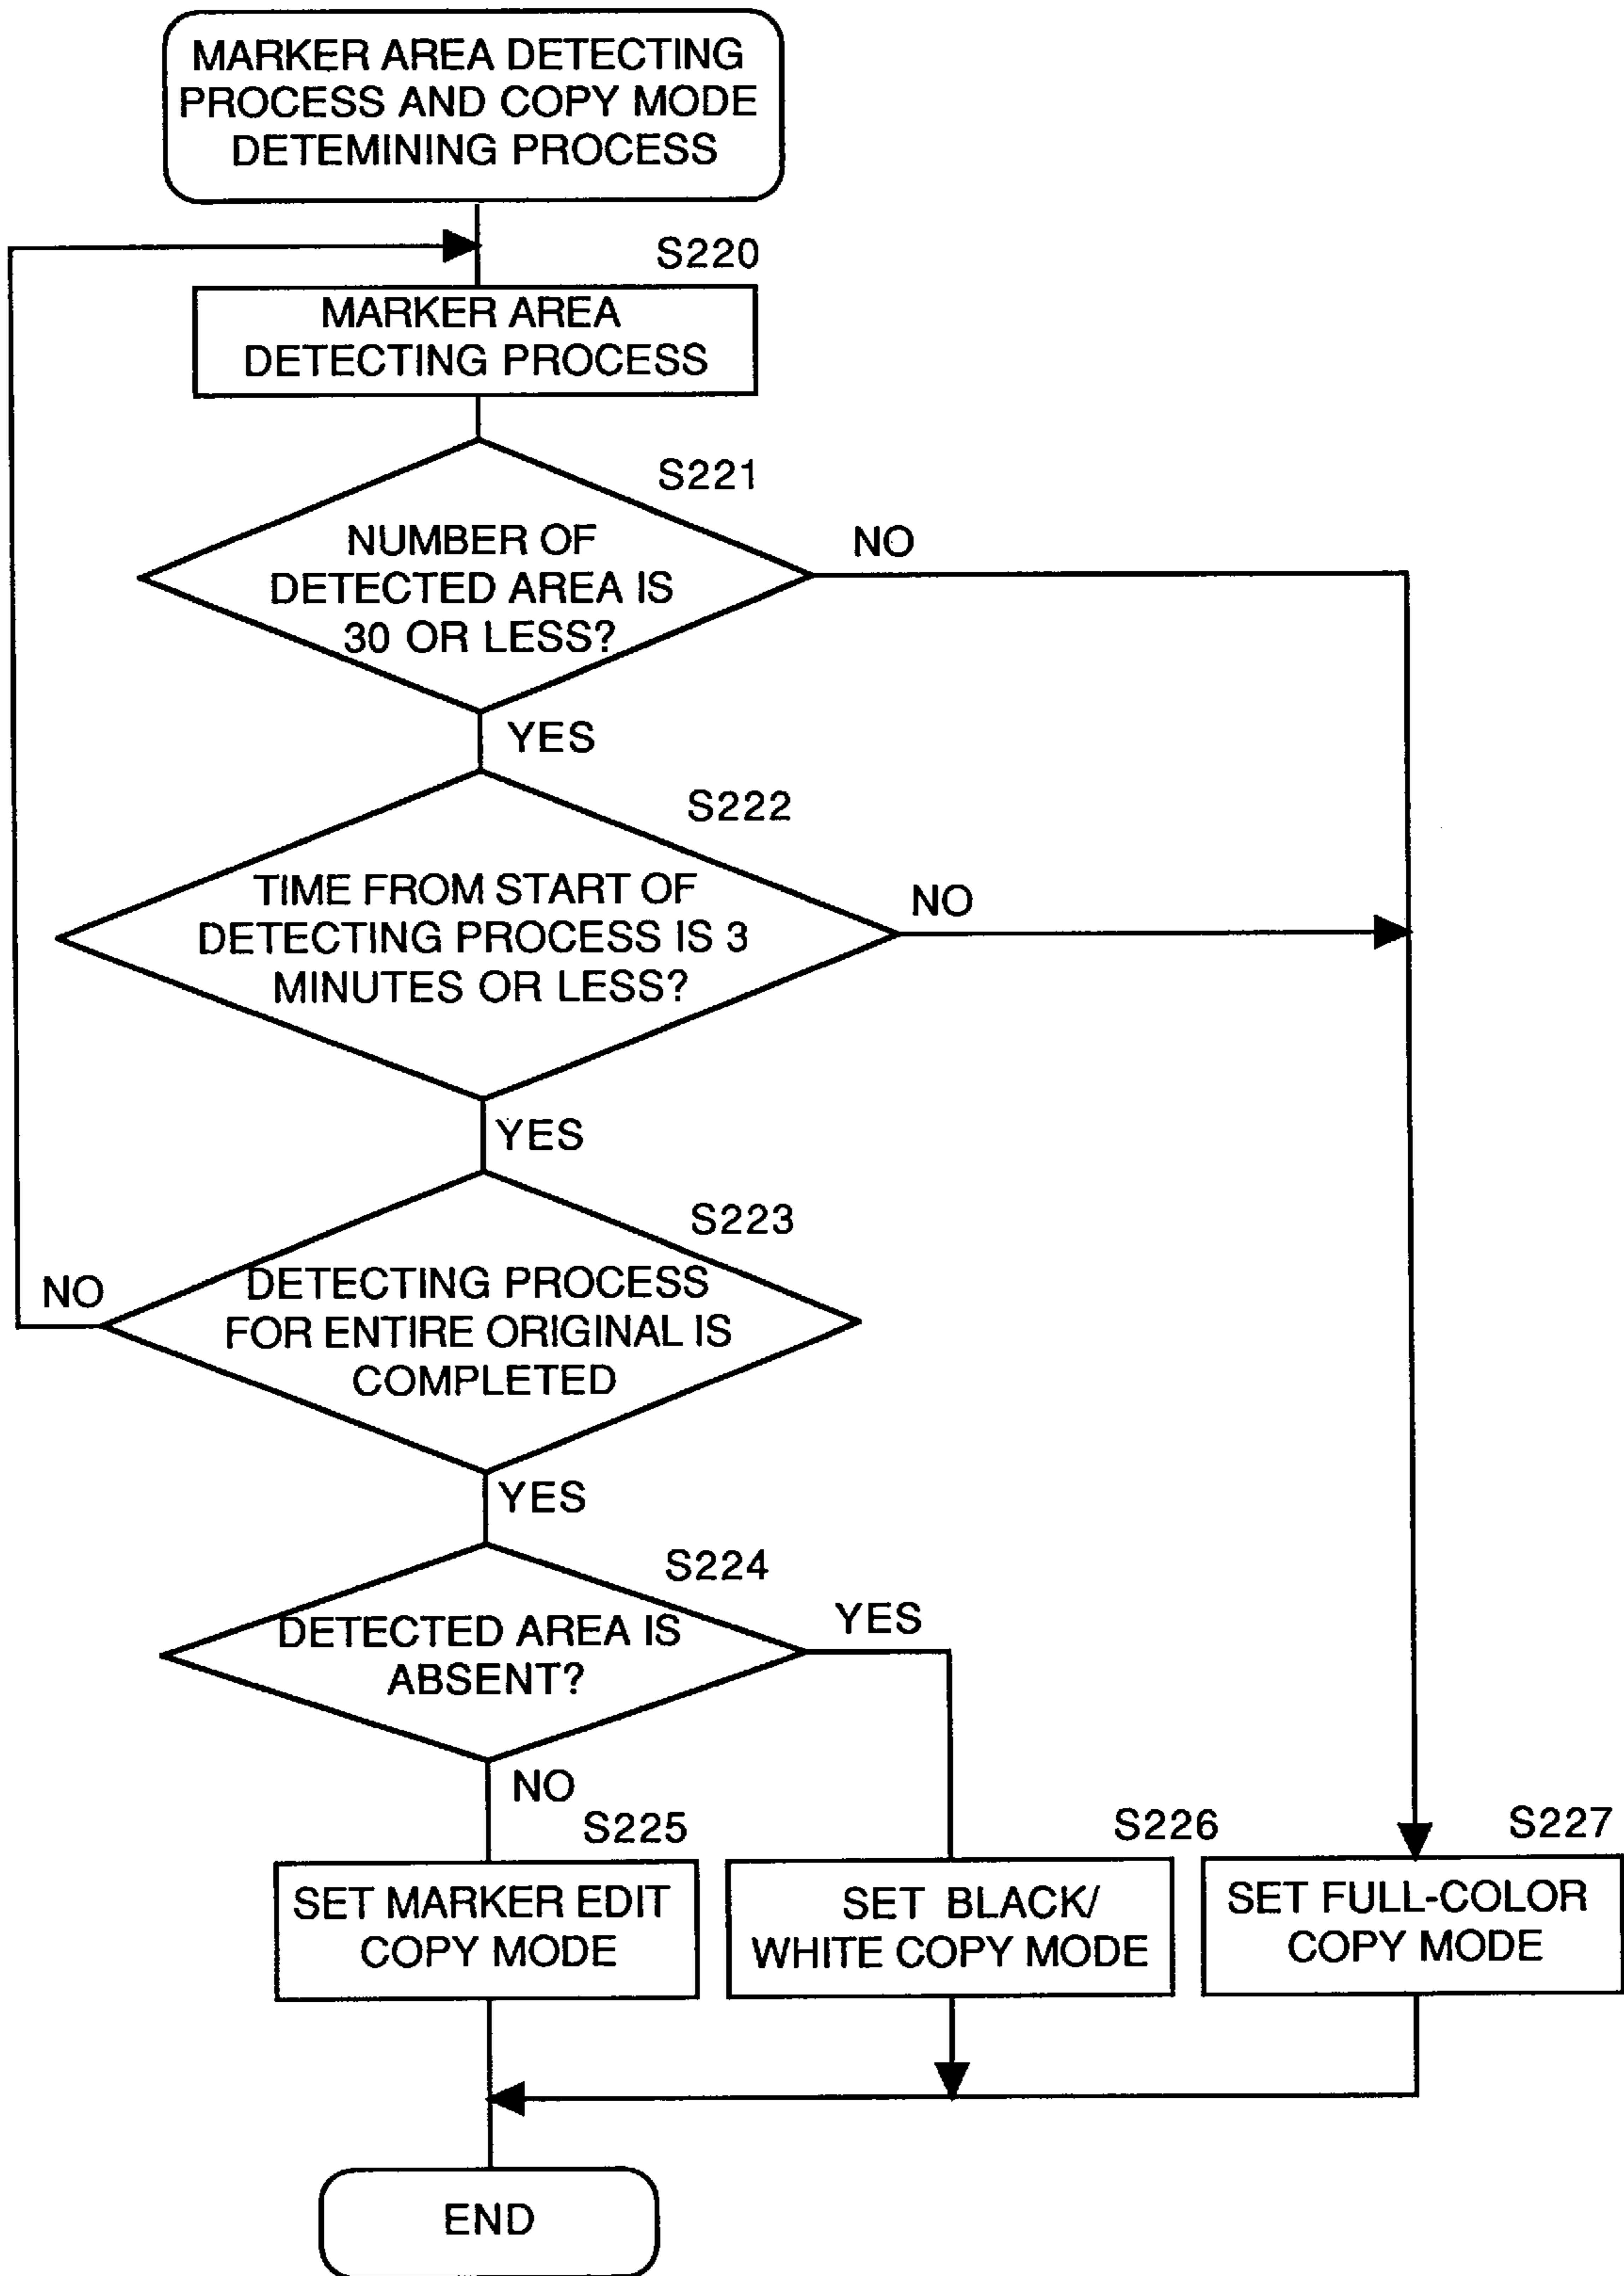 MARKER AREA DETECTING
PROCESS AND COPY MODE
DETEMINING PROCESS
S220
MARKER AREA
DETECTING PROCESS
S221
NUMBER OF
DETECTED AREA IS
30 OR LESS?
NO
YES
S222
TIME FROM START OF
DETECTING PROCESS IS 3
MINUTES OR LESS?
NO
YES
S223
DETECTING PROCESS
FOR ENTIRE ORIGINAL IS
COMPLETED
NO
YES
S224
DETECTED AREA IS
ABSENT?
YES
NO
S225
SET MARKER EDIT
COPY MODE
S226
SET BLACK/
WHITE COPY MODE
S227
SET FULL-COLOR
COPY MODE
END